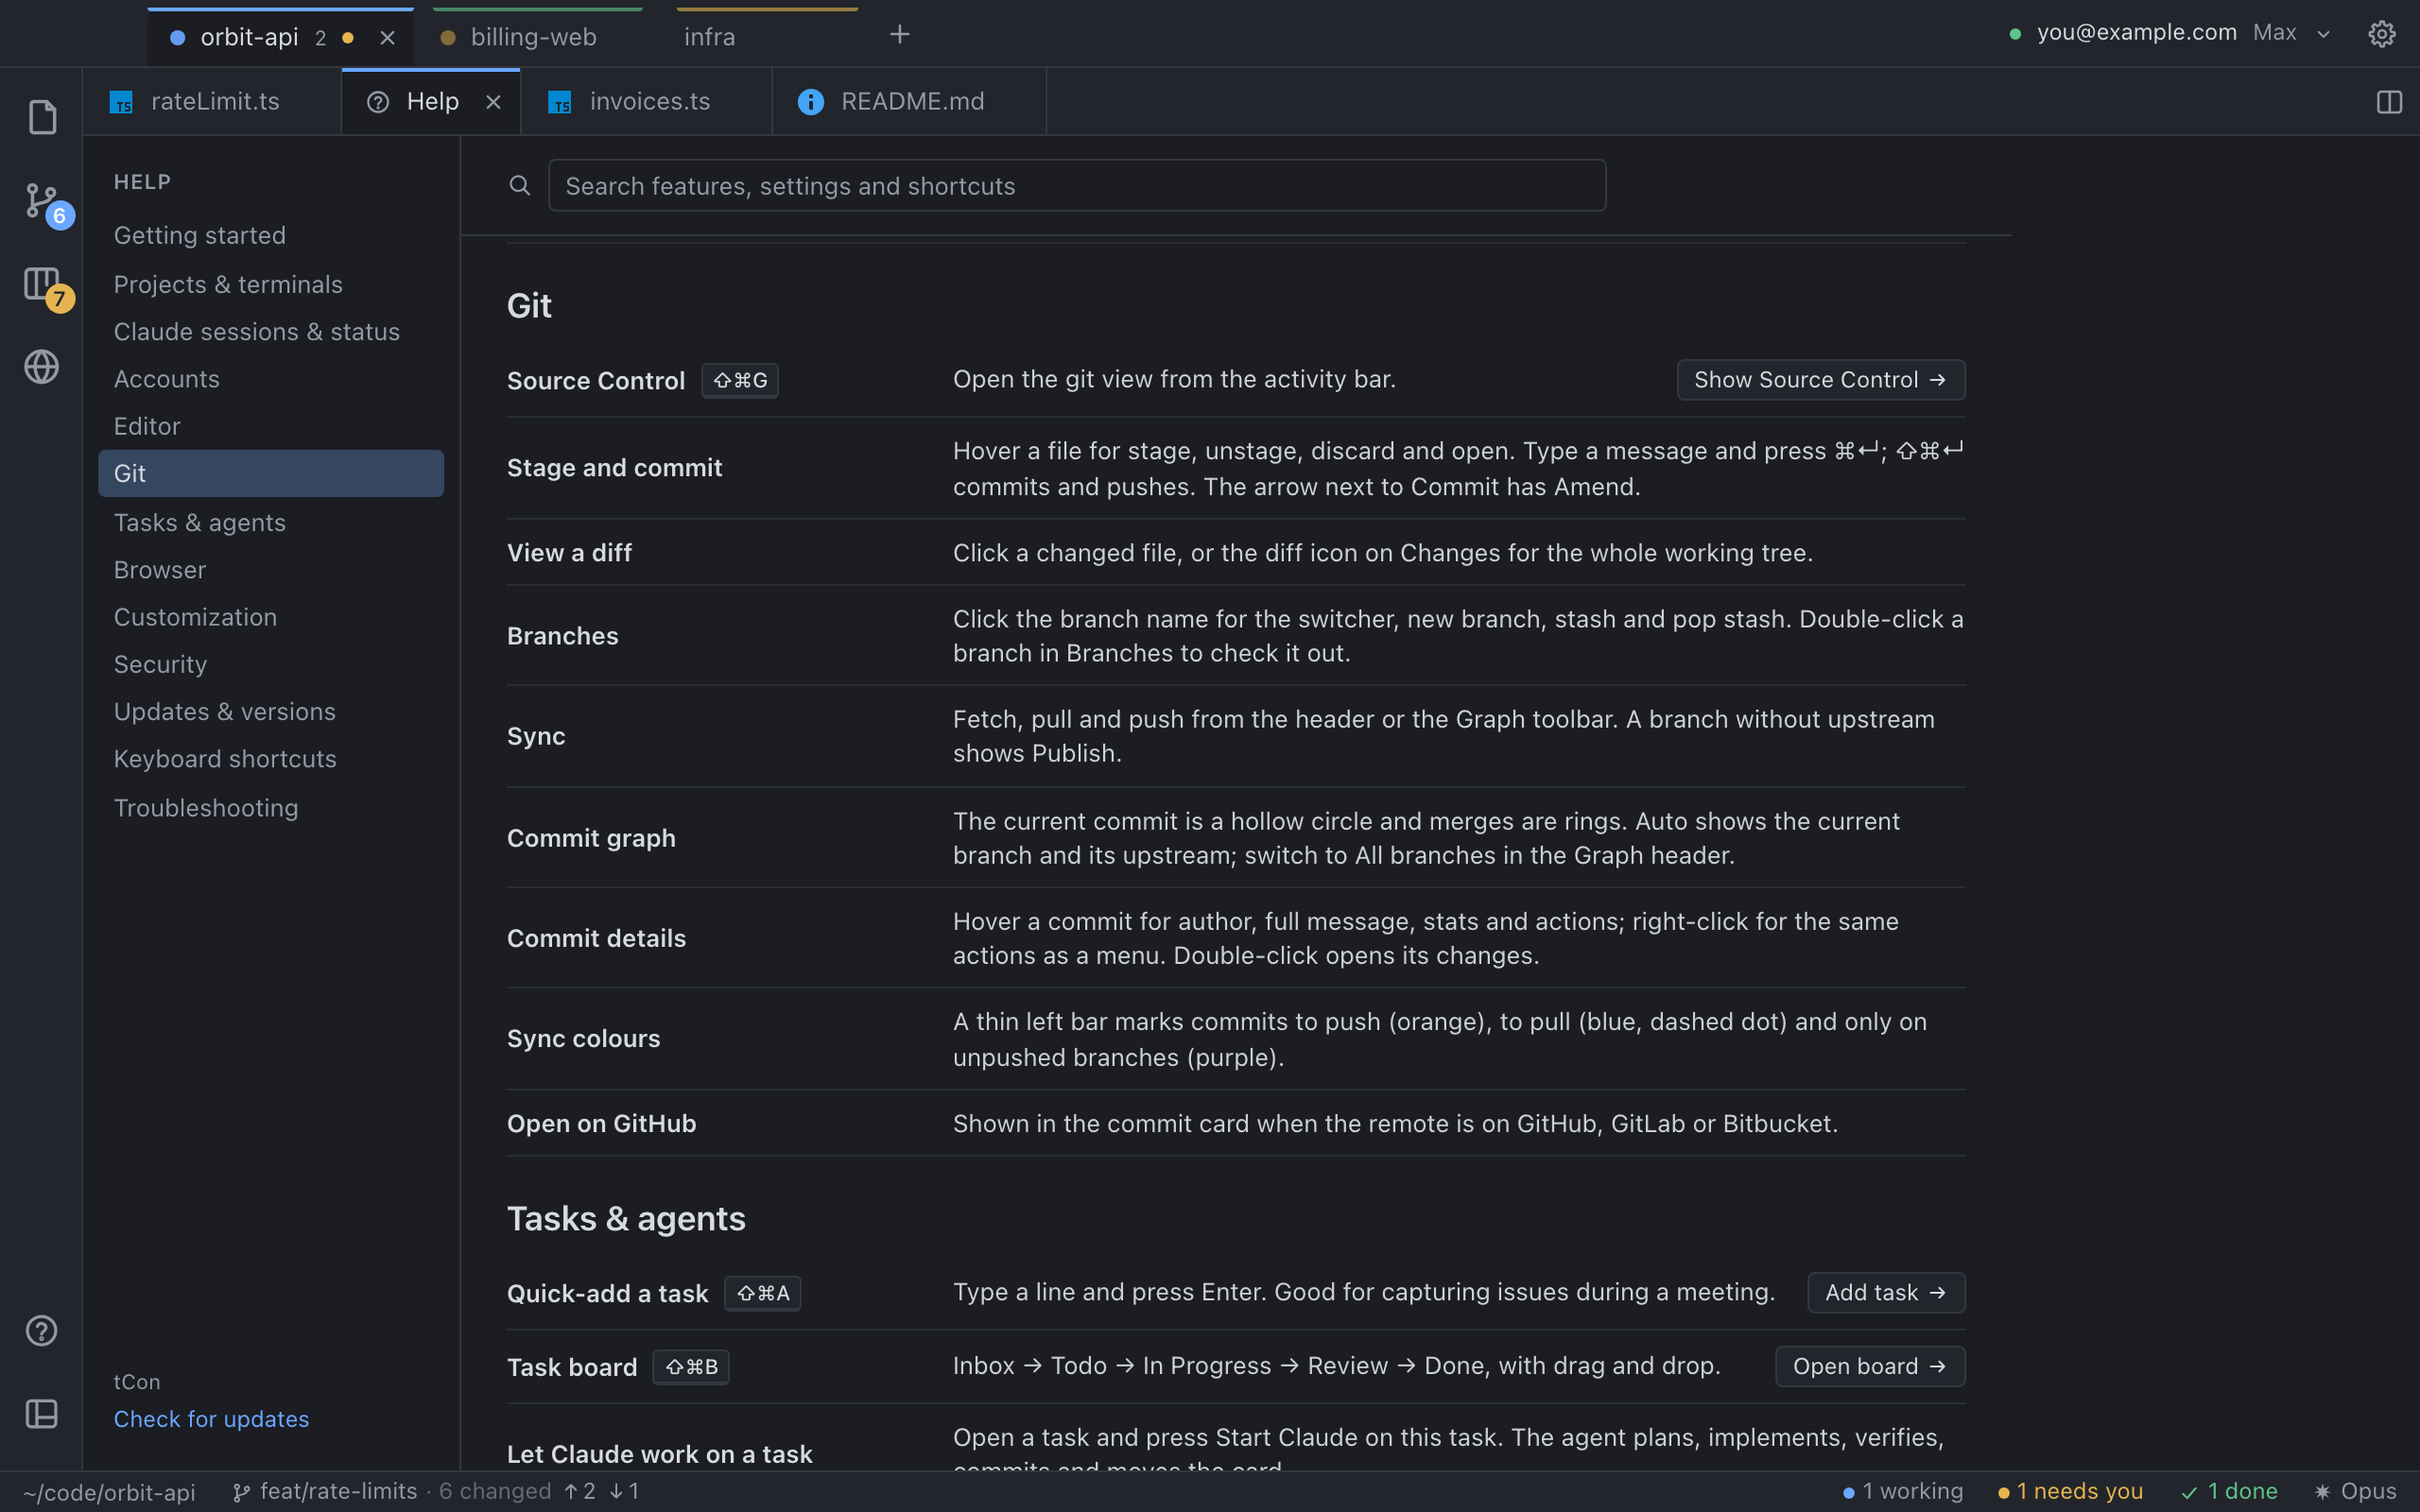 orbit-api 2
billing-web
infra
you@example.com Max
rateLimit.ts
Help
invoices.ts
README.md
6
7
HELP
Getting started
Projects & terminals
Claude sessions & status
Accounts
Editor
Git
Tasks & agents
Browser
Customization
Security
Updates & versions
Keyboard shortcuts
Troubleshooting
tCon
Check for updates
Search features, settings and shortcuts
Git
Source Control ⇧⌘G
Open the git view from the activity bar.
Show Source Control →
Stage and commit
Hover a file for stage, unstage, discard and open. Type a message and press ⌘↵; ⇧⌘↵
commits and pushes. The arrow next to Commit has Amend.
View a diff
Click a changed file, or the diff icon on Changes for the whole working tree.
Branches
Click the branch name for the switcher, new branch, stash and pop stash. Double-click a
branch in Branches to check it out.
Sync
Fetch, pull and push from the header or the Graph toolbar. A branch without upstream
shows Publish.
Commit graph
The current commit is a hollow circle and merges are rings. Auto shows the current
branch and its upstream; switch to All branches in the Graph header.
Commit details
Hover a commit for author, full message, stats and actions; right-click for the same
actions as a menu. Double-click opens its changes.
Sync colours
A thin left bar marks commits to push (orange), to pull (blue, dashed dot) and only on
unpushed branches (purple).
Open on GitHub
Shown in the commit card when the remote is on GitHub, GitLab or Bitbucket.
Tasks & agents
Quick-add a task ⇧⌘A
Type a line and press Enter. Good for capturing issues during a meeting.
Add task →
Task board ⇧⌘B
Inbox → Todo → In Progress → Review → Done, with drag and drop.
Open board →
Let Claude work on a task
Open a task and press Start Claude on this task. The agent plans, implements, verifies,
commits and moves the card.
~/code/orbit-api
feat/rate-limits · 6 changed ↑2 ↓1
1 working
1 needs you
✓ 1 done
Opus